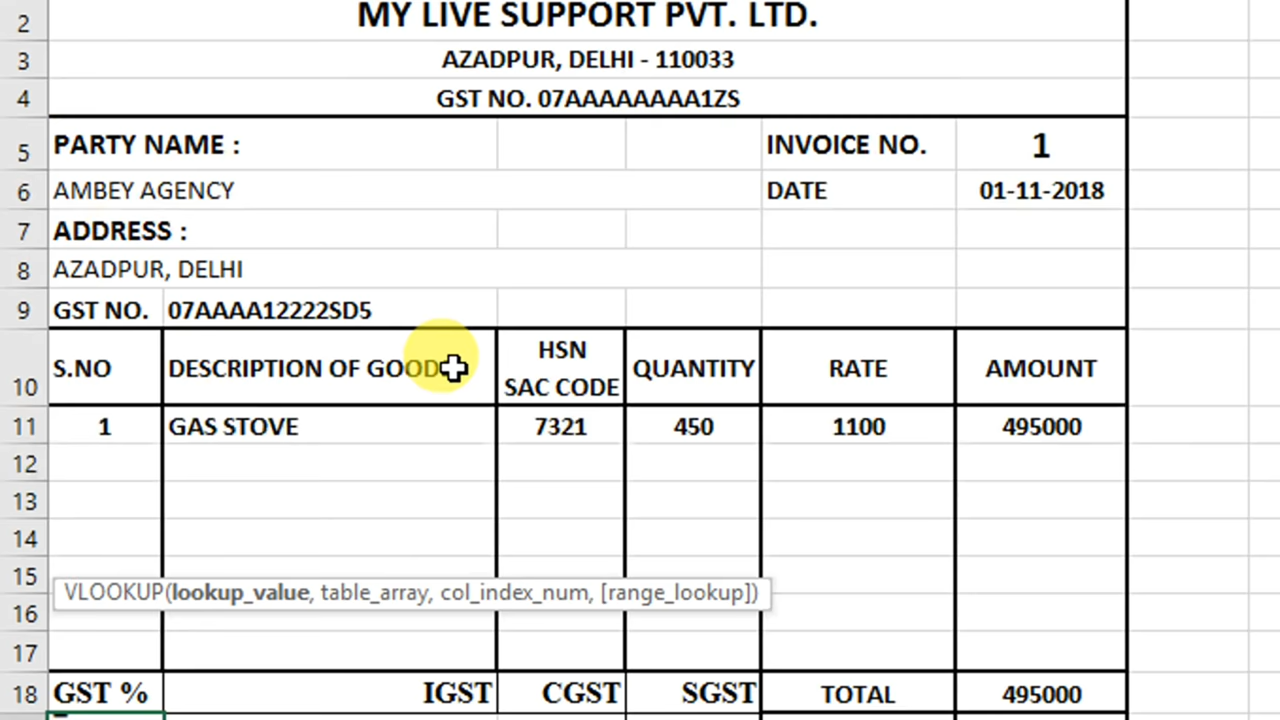 2 MY LIVE SUPPORT PVT. LTD.
3 AZADPUR, DELHI - 110033
4 GST NO. 07AAAAAAAA1ZS
5 PARTY NAME : INVOICE NO. 1
6 AMBEY AGENCY DATE 01-11-2018
7 ADDRESS :
8 AZADPUR, DELHI
9 GST NO. 07AAAA12222SD5
10 S.NO DESCRIPTION OF GOOD HSN SAC CODE QUANTITY RATE AMOUNT
11 1 GAS STOVE 7321 450 1100 495000
12
13
14
15
VLOOKUP(lookup_value, table_array, col_index_num, [range_lookup])
16
17
18 GST % IGST CGST SGST TOTAL 495000